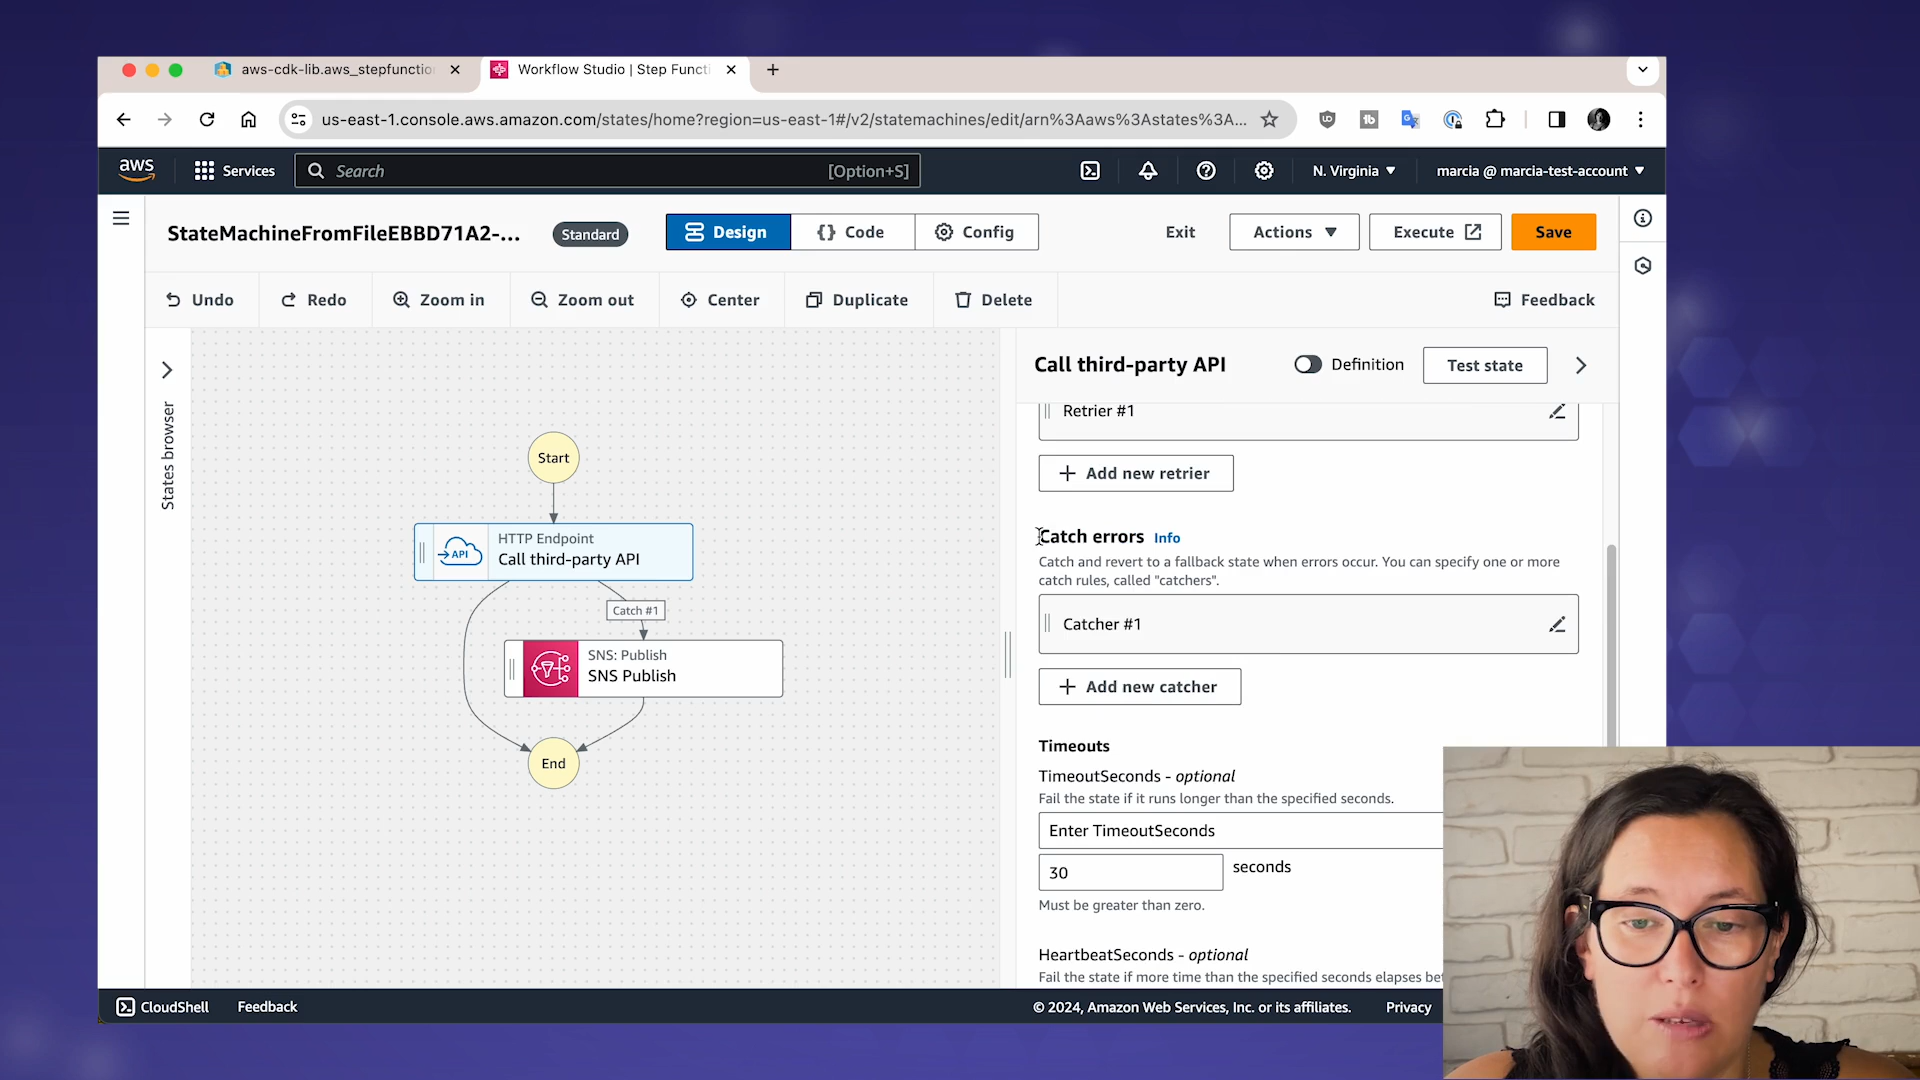 aws-cdk-lib.aws_stepfunctio
Workflow Studio | Step Functi
us-east-1.console.aws.amazon.com/states/home?region=us-east-1#/v2/statemachines/edit/arn%3Aaws%3Astates%3A...
aws
Services
Search
[Option+S]
N. Virginia
marcia @ marcia-test-account
StateMachineFromFileEBBD71A2-...
Standard
Design
{} Code
Config
Exit
Actions
Execute
Save
Undo
Redo
Zoom in
Zoom out
Center
Duplicate
Delete
Feedback
States browser
Start
API
HTTP Endpoint
Call third-party API
Catch #1
SNS: Publish
SNS Publish
End
Call third-party API
Definition
Test state
Retrier #1
+ Add new retrier
Catch errors Info
Catch and revert to a fallback state when errors occur. You can specify one or more
catch rules, called "catchers".
Catcher #1
+ Add new catcher
Timeouts
TimeoutSeconds - optional
Fail the state if it runs longer than the specified seconds.
Enter TimeoutSeconds
30
seconds
Must be greater than zero.
HeartbeatSeconds - optional
Fail the state if more time than the specified seconds elapses be
CloudShell
Feedback
© 2024, Amazon Web Services, Inc. or its affiliates.
Privacy